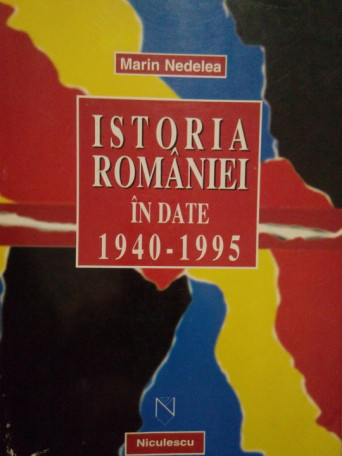 Marin Nedelea
ISTORIA
ROMÂNIEI
ÎN DATE
1940-1995
N
Niculescu